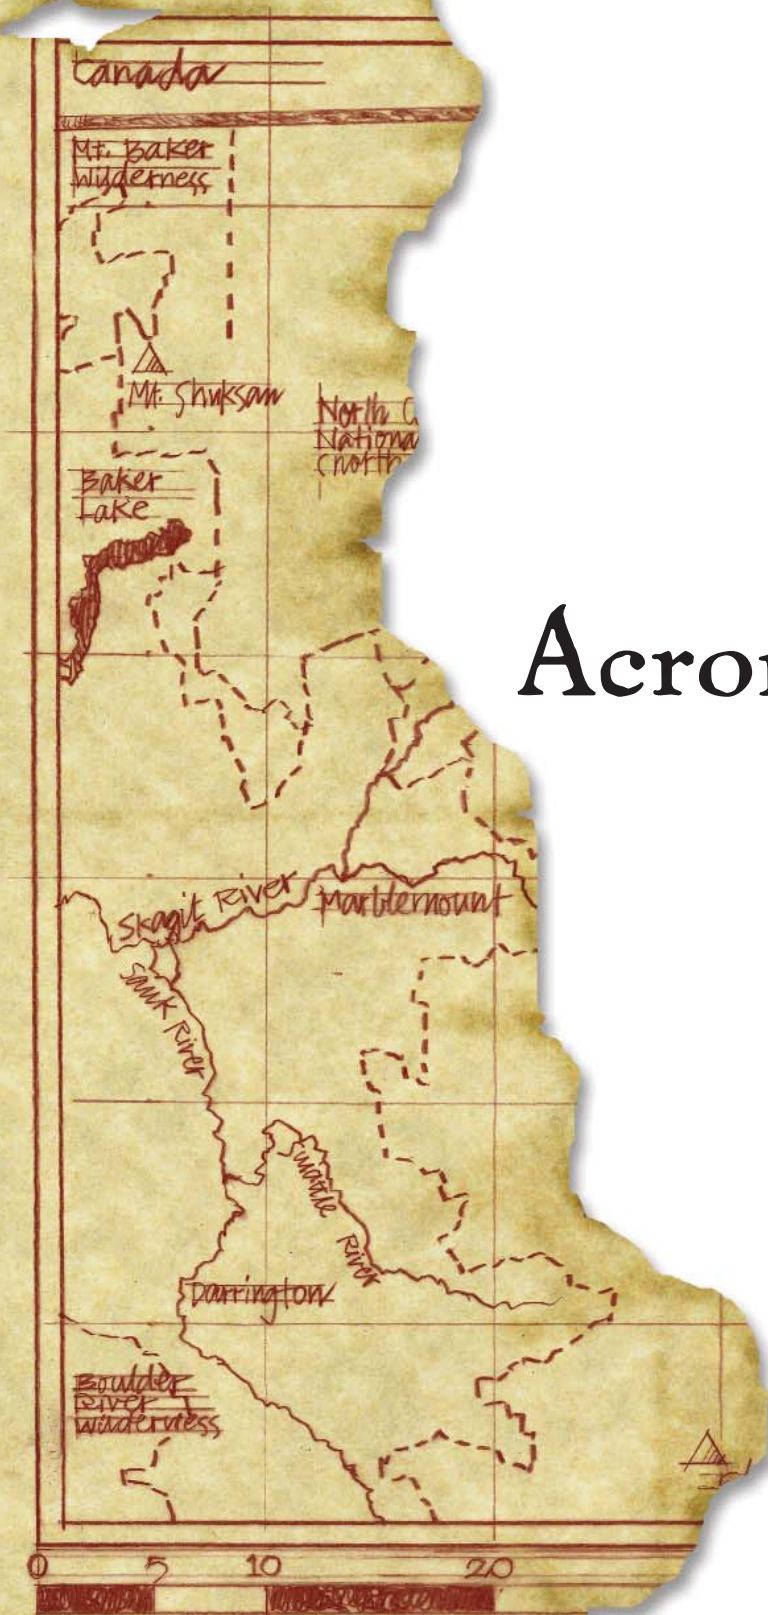 Canada
Mt. Baker
Wilderness
Mt. Shuksan
North
Nationa
(north
Baker
Lake
Acro
Skagit River
Marblemount
Sauk River
Suiattle River
Darrington
Boulder
River
Wilderness
0 5 10 20